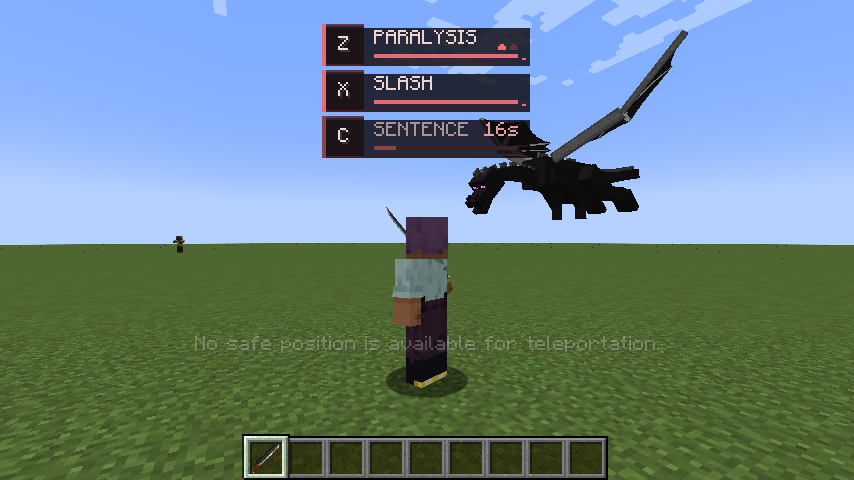 Z PARALYSIS
X SLASH
C SENTENCE 16s
No safe position is available for teleportation.